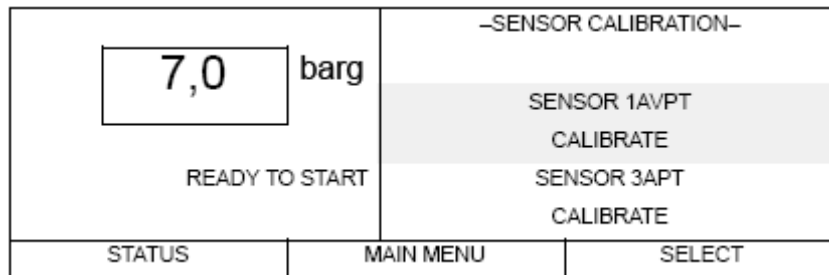 7,0 barg
READY TO START
–SENSOR CALIBRATION–
SENSOR 1AVPT
CALIBRATE
SENSOR 3APT
CALIBRATE
STATUS MAIN MENU SELECT